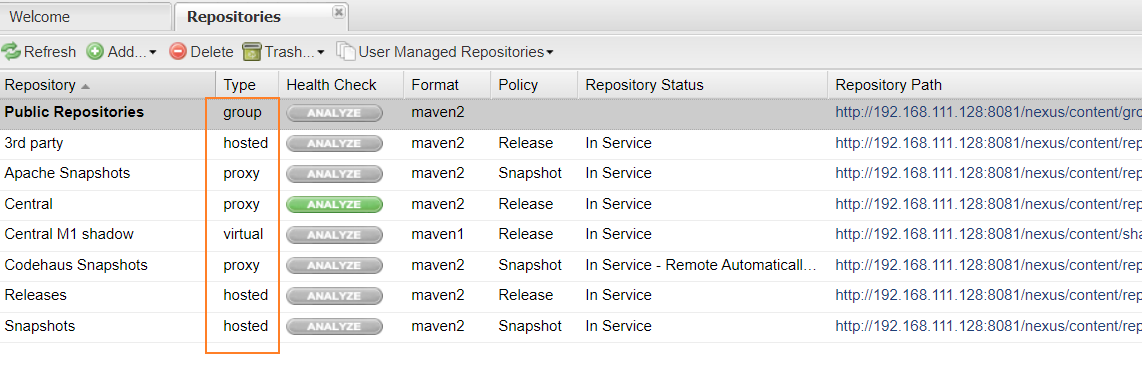 Welcome Repositories
Refresh Add... Delete Trash... User Managed Repositories
Repository Type Health Check Format Policy Repository Status Repository Path
Public Repositories group ANALYZE maven2 http://192.168.111.128:8081/nexus/content/gro
3rd party hosted ANALYZE maven2 Release In Service http://192.168.111.128:8081/nexus/content/rep
Apache Snapshots proxy ANALYZE maven2 Snapshot In Service http://192.168.111.128:8081/nexus/content/rep
Central proxy ANALYZE maven2 Release In Service http://192.168.111.128:8081/nexus/content/rep
Central M1 shadow virtual ANALYZE maven1 Release In Service http://192.168.111.128:8081/nexus/content/sha
Codehaus Snapshots proxy ANALYZE maven2 Snapshot In Service - Remote Automaticall... http://192.168.111.128:8081/nexus/content/rep
Releases hosted ANALYZE maven2 Release In Service http://192.168.111.128:8081/nexus/content/rep
Snapshots hosted ANALYZE maven2 Snapshot In Service http://192.168.111.128:8081/nexus/content/rep